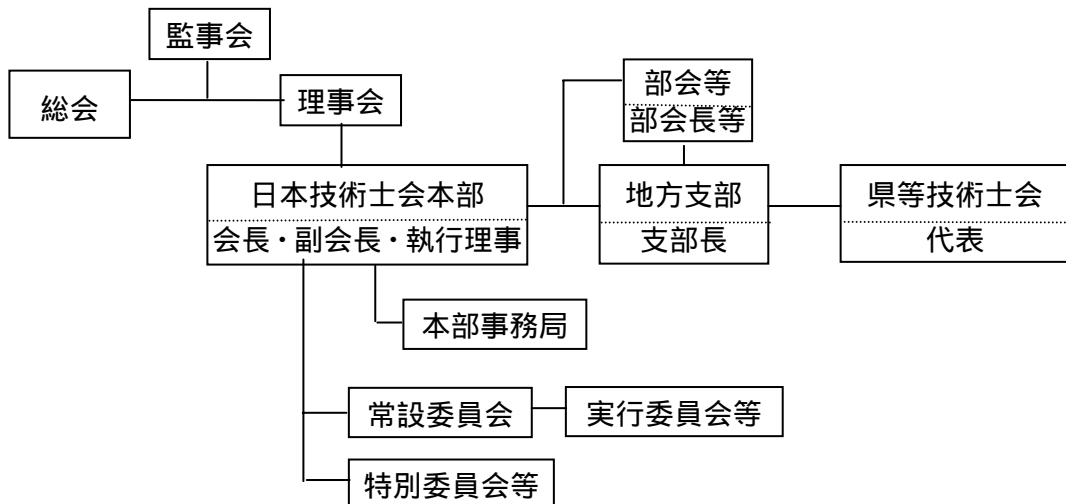 監事会
総会
理事会
部会等
部会長等
日本技術士会本部
会長・副会長・執行理事
地方支部
支部長
県等技術士会
代表
本部事務局
常設委員会
実行委員会等
特別委員会等